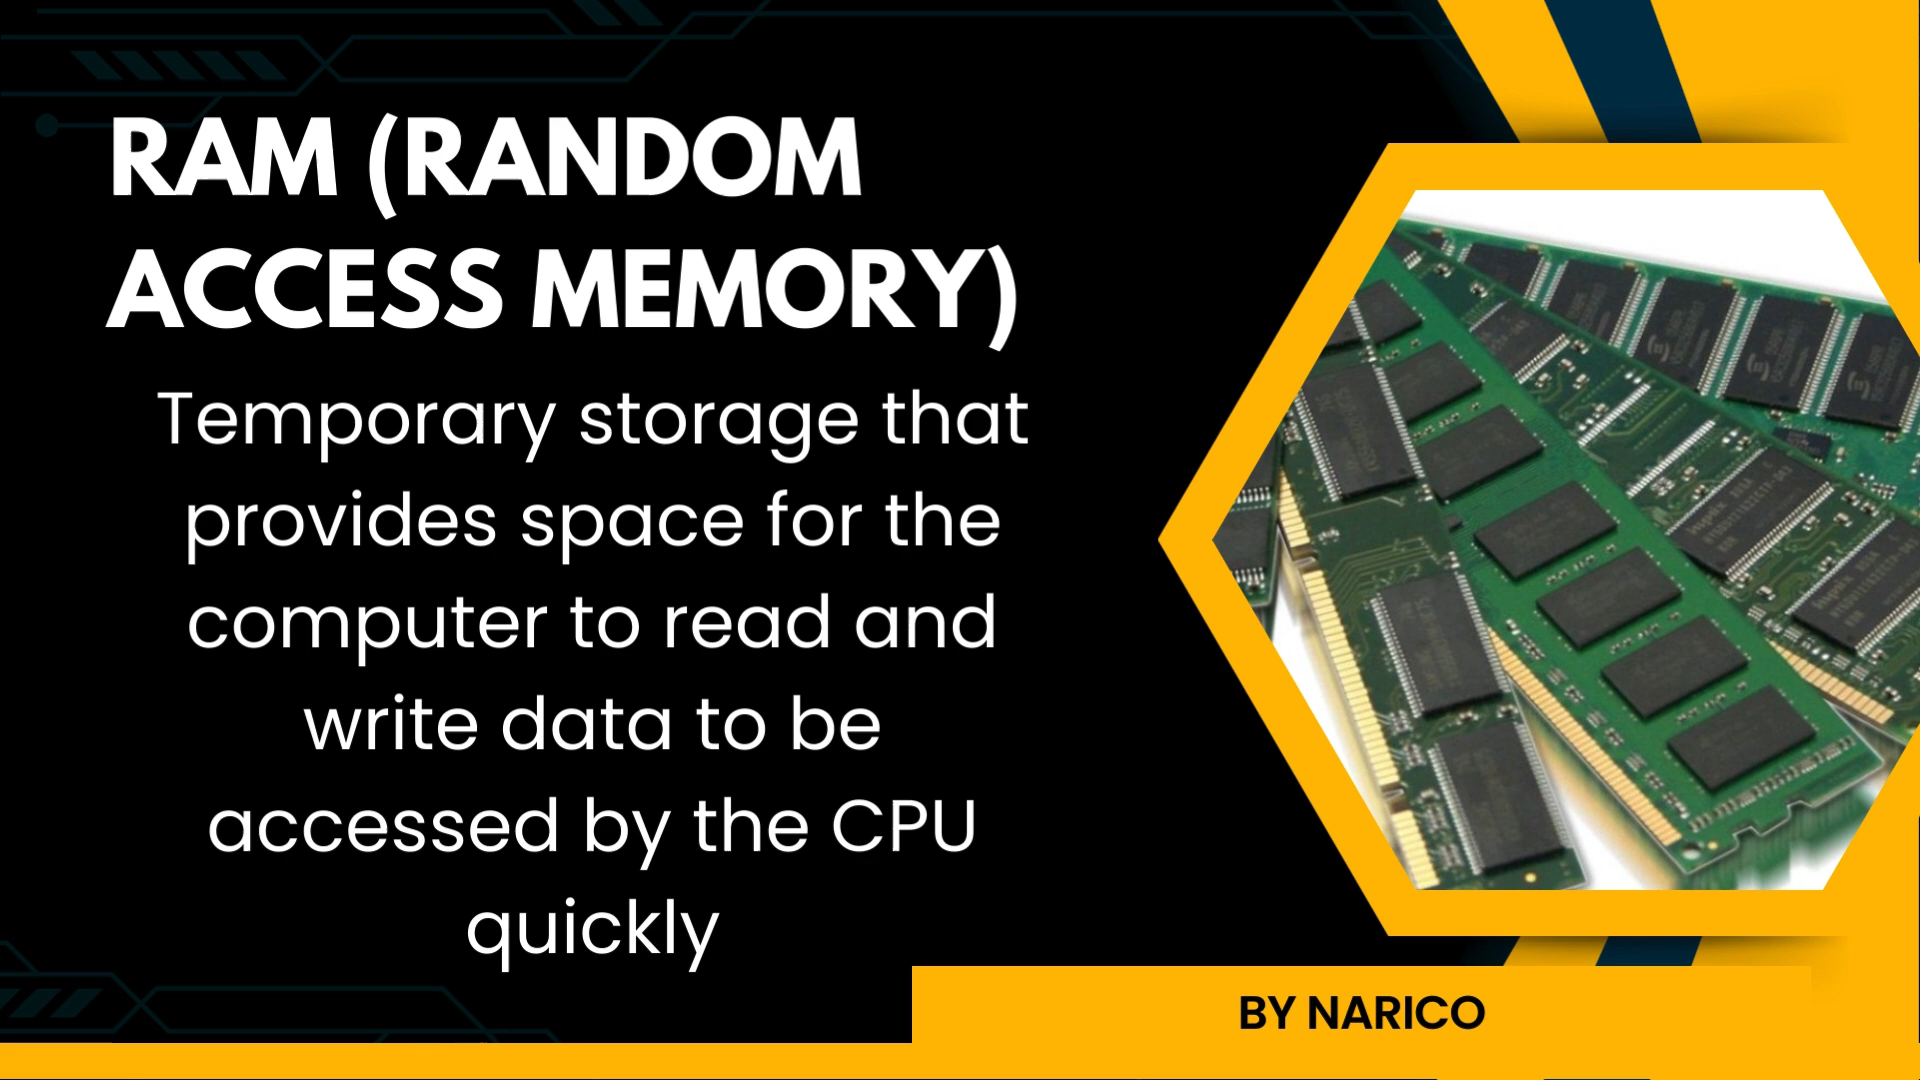 RAM (RANDOM
ACCESS MEMORY)
Temporary storage that
provides space for the
computer to read and
write data to be
accessed by the CPU
quickly
BY NARICO